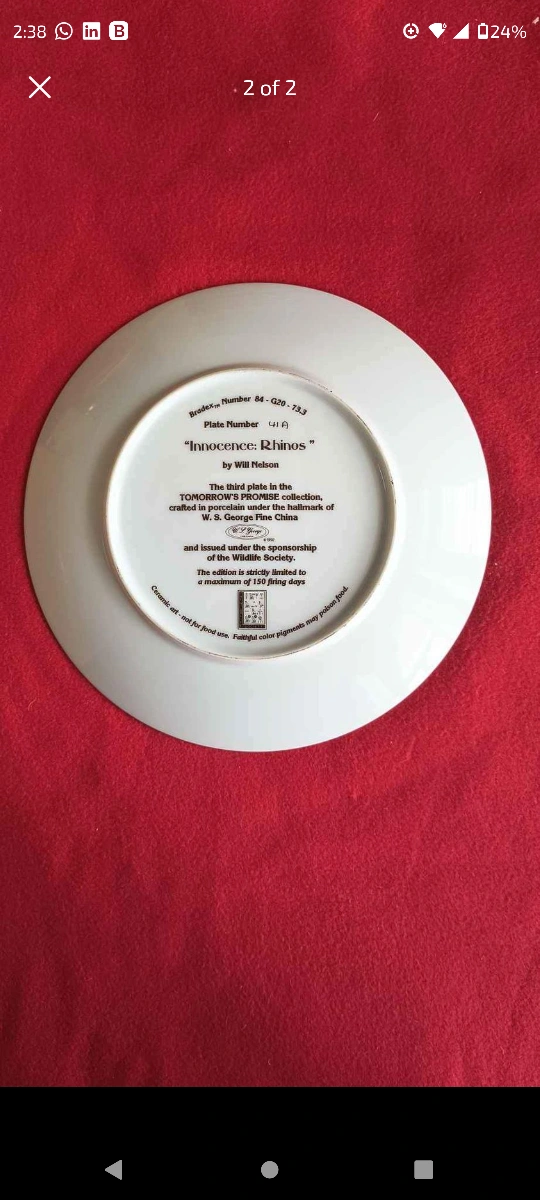 2:38
24%
2 of 2
Bradex™ Number 84 - G20 - 73.3
Plate Number 41A
"Innocence: Rhinos"
by Will Nelson
The third plate in the
TOMORROW'S PROMISE collection,
crafted in porcelain under the hallmark of
W. S. George Fine China
W. S. George
and issued under the sponsorship
of the Wildlife Society.
The edition is strictly limited to
a maximum of 150 firing days
Ceramic art - not for food use. Faithful color pigments may poison food.